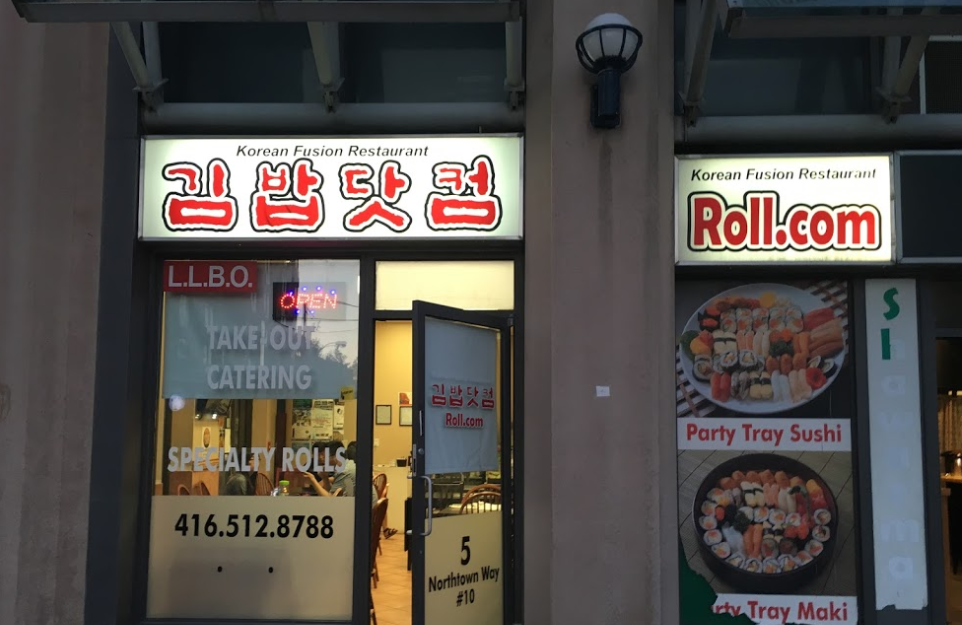 Korean Fusion Restaurant
김밥닷컴
Korean Fusion Restaurant
Roll.com
L.L.B.O.
OPEN
TAKE-OUT
CATERING
SPECIALTY ROLLS
416.512.8788
김밥닷컴
Roll.com
5
Northtown Way
#10
Party Tray Sushi
rty Tray Maki